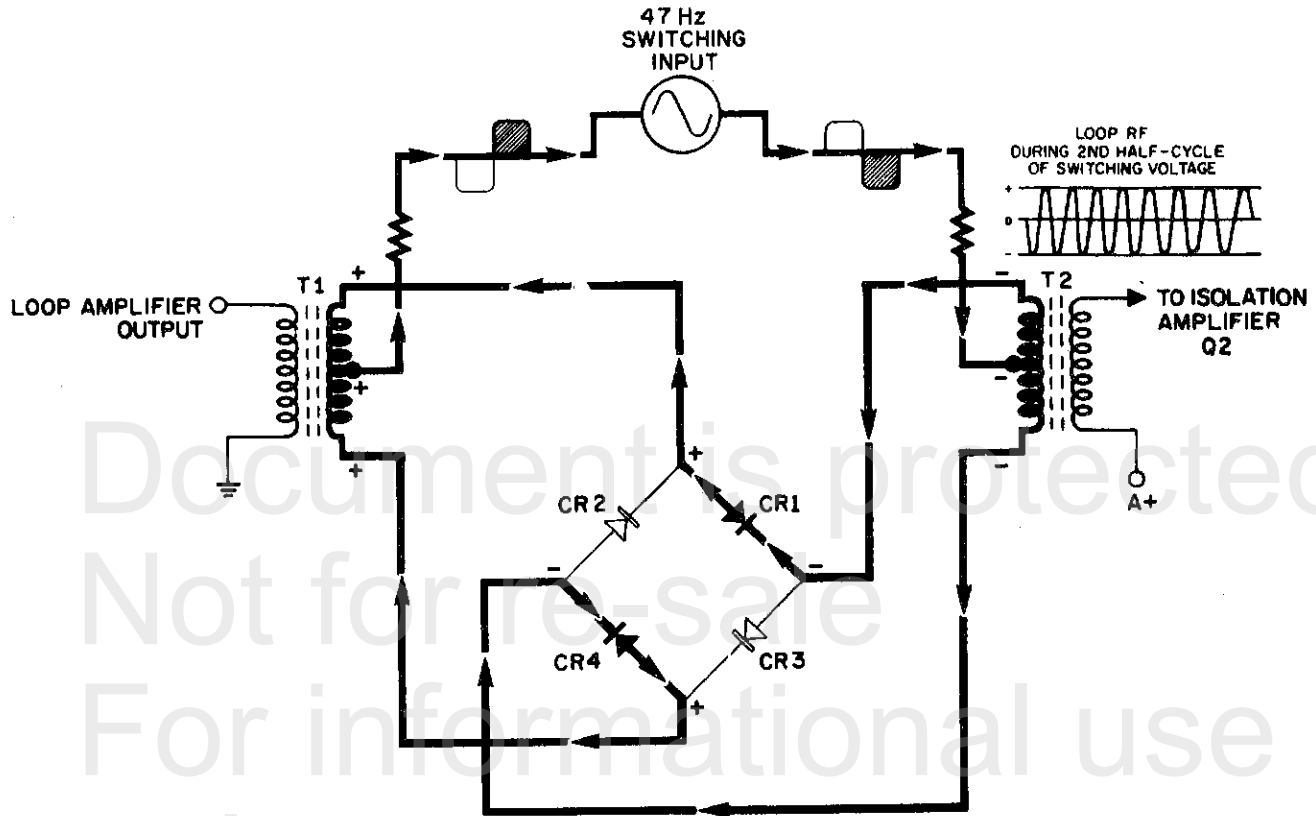 47 Hz
SWITCHING
INPUT
LOOP RF
DURING 2ND HALF-CYCLE
OF SWITCHING VOLTAGE
+
0
-
T1
+
+
+
LOOP AMPLIFIER
OUTPUT
-
T2
-
-
TO ISOLATION
AMPLIFIER
Q2
A+
+
CR2
CR1
-
-
CR4
CR3
+
Document is protected
Not for re-sale
For informational use